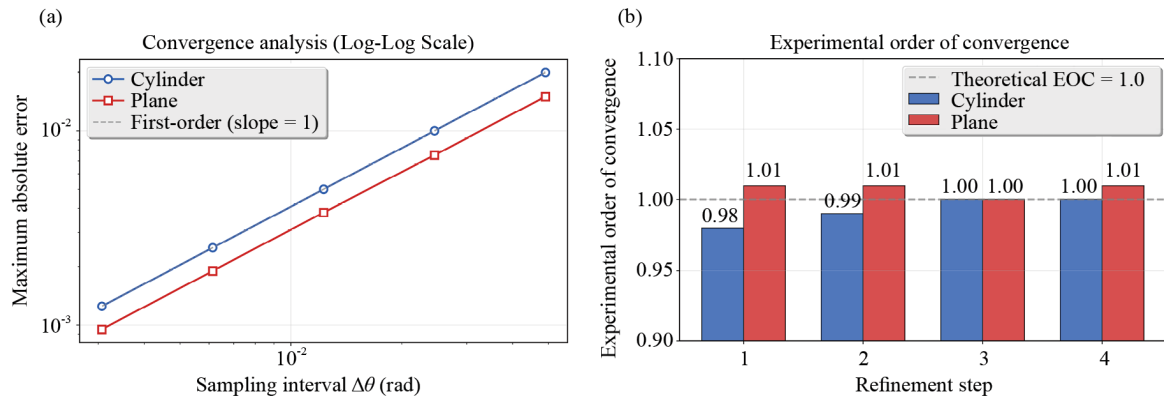 (a)
Convergence analysis (Log-Log Scale)
Cylinder
Plane
First-order (slope = 1)
10⁻²
10⁻³
Maximum absolute error
10⁻²
Sampling interval Δθ (rad)
(b)
Experimental order of convergence
Theoretical EOC = 1.0
Cylinder
Plane
1.10
1.05
1.00
0.95
0.90
Experimental order of convergence
0.98
1.01
0.99
1.01
1.00
1.00
1.00
1.01
1
2
3
4
Refinement step